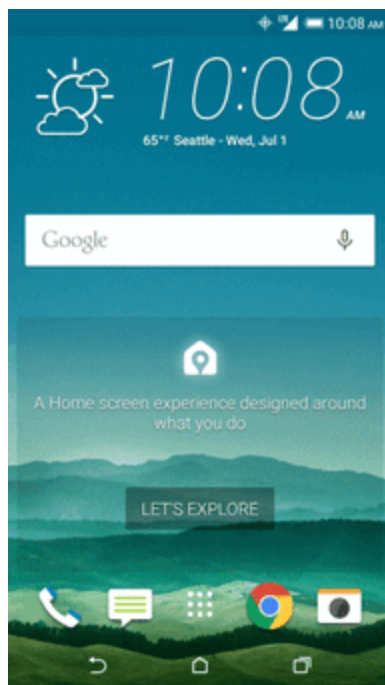 10:08 AM
10:08 AM
65°F Seattle - Wed, Jul 1
Google
A Home screen experience designed around
what you do
LET'S EXPLORE